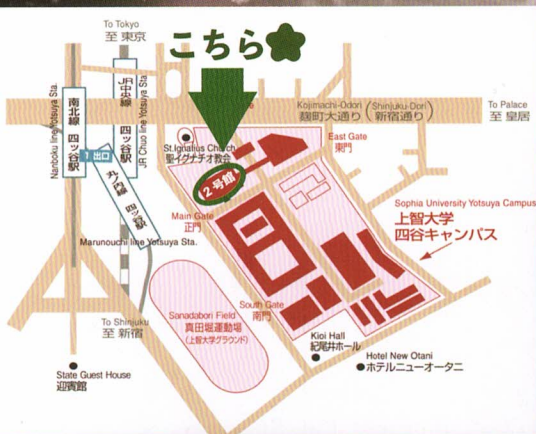 To Tokyo
至 東京
こちら
Nanboku line Yotsuya Sta.
南北線 四ッ谷駅
JR中央線 四ッ谷駅
JR Chuo line Yotsuya Sta.
Kojimachi-Odori (Shinjuku-Dori)
麹町大通り(新宿通り)
To Palace
至 皇居
St.Ignatius Church
聖イグナチオ教会
East Gate
東門
1 出口
丸ノ内線 四ッ谷駅
2号館
Main Gate
正門
Sophia University Yotsuya Campus
上智大学
四谷キャンパス
Marunouchi line Yotsuya Sta.
Sanadabori Field
真田堀運動場
(上智大学グラウンド)
South Gate
南門
To Shinjuku
至 新宿
Kioi Hall
紀尾井ホール
Hotel New Otani
ホテルニューオータニ
State Guest House
迎賓館